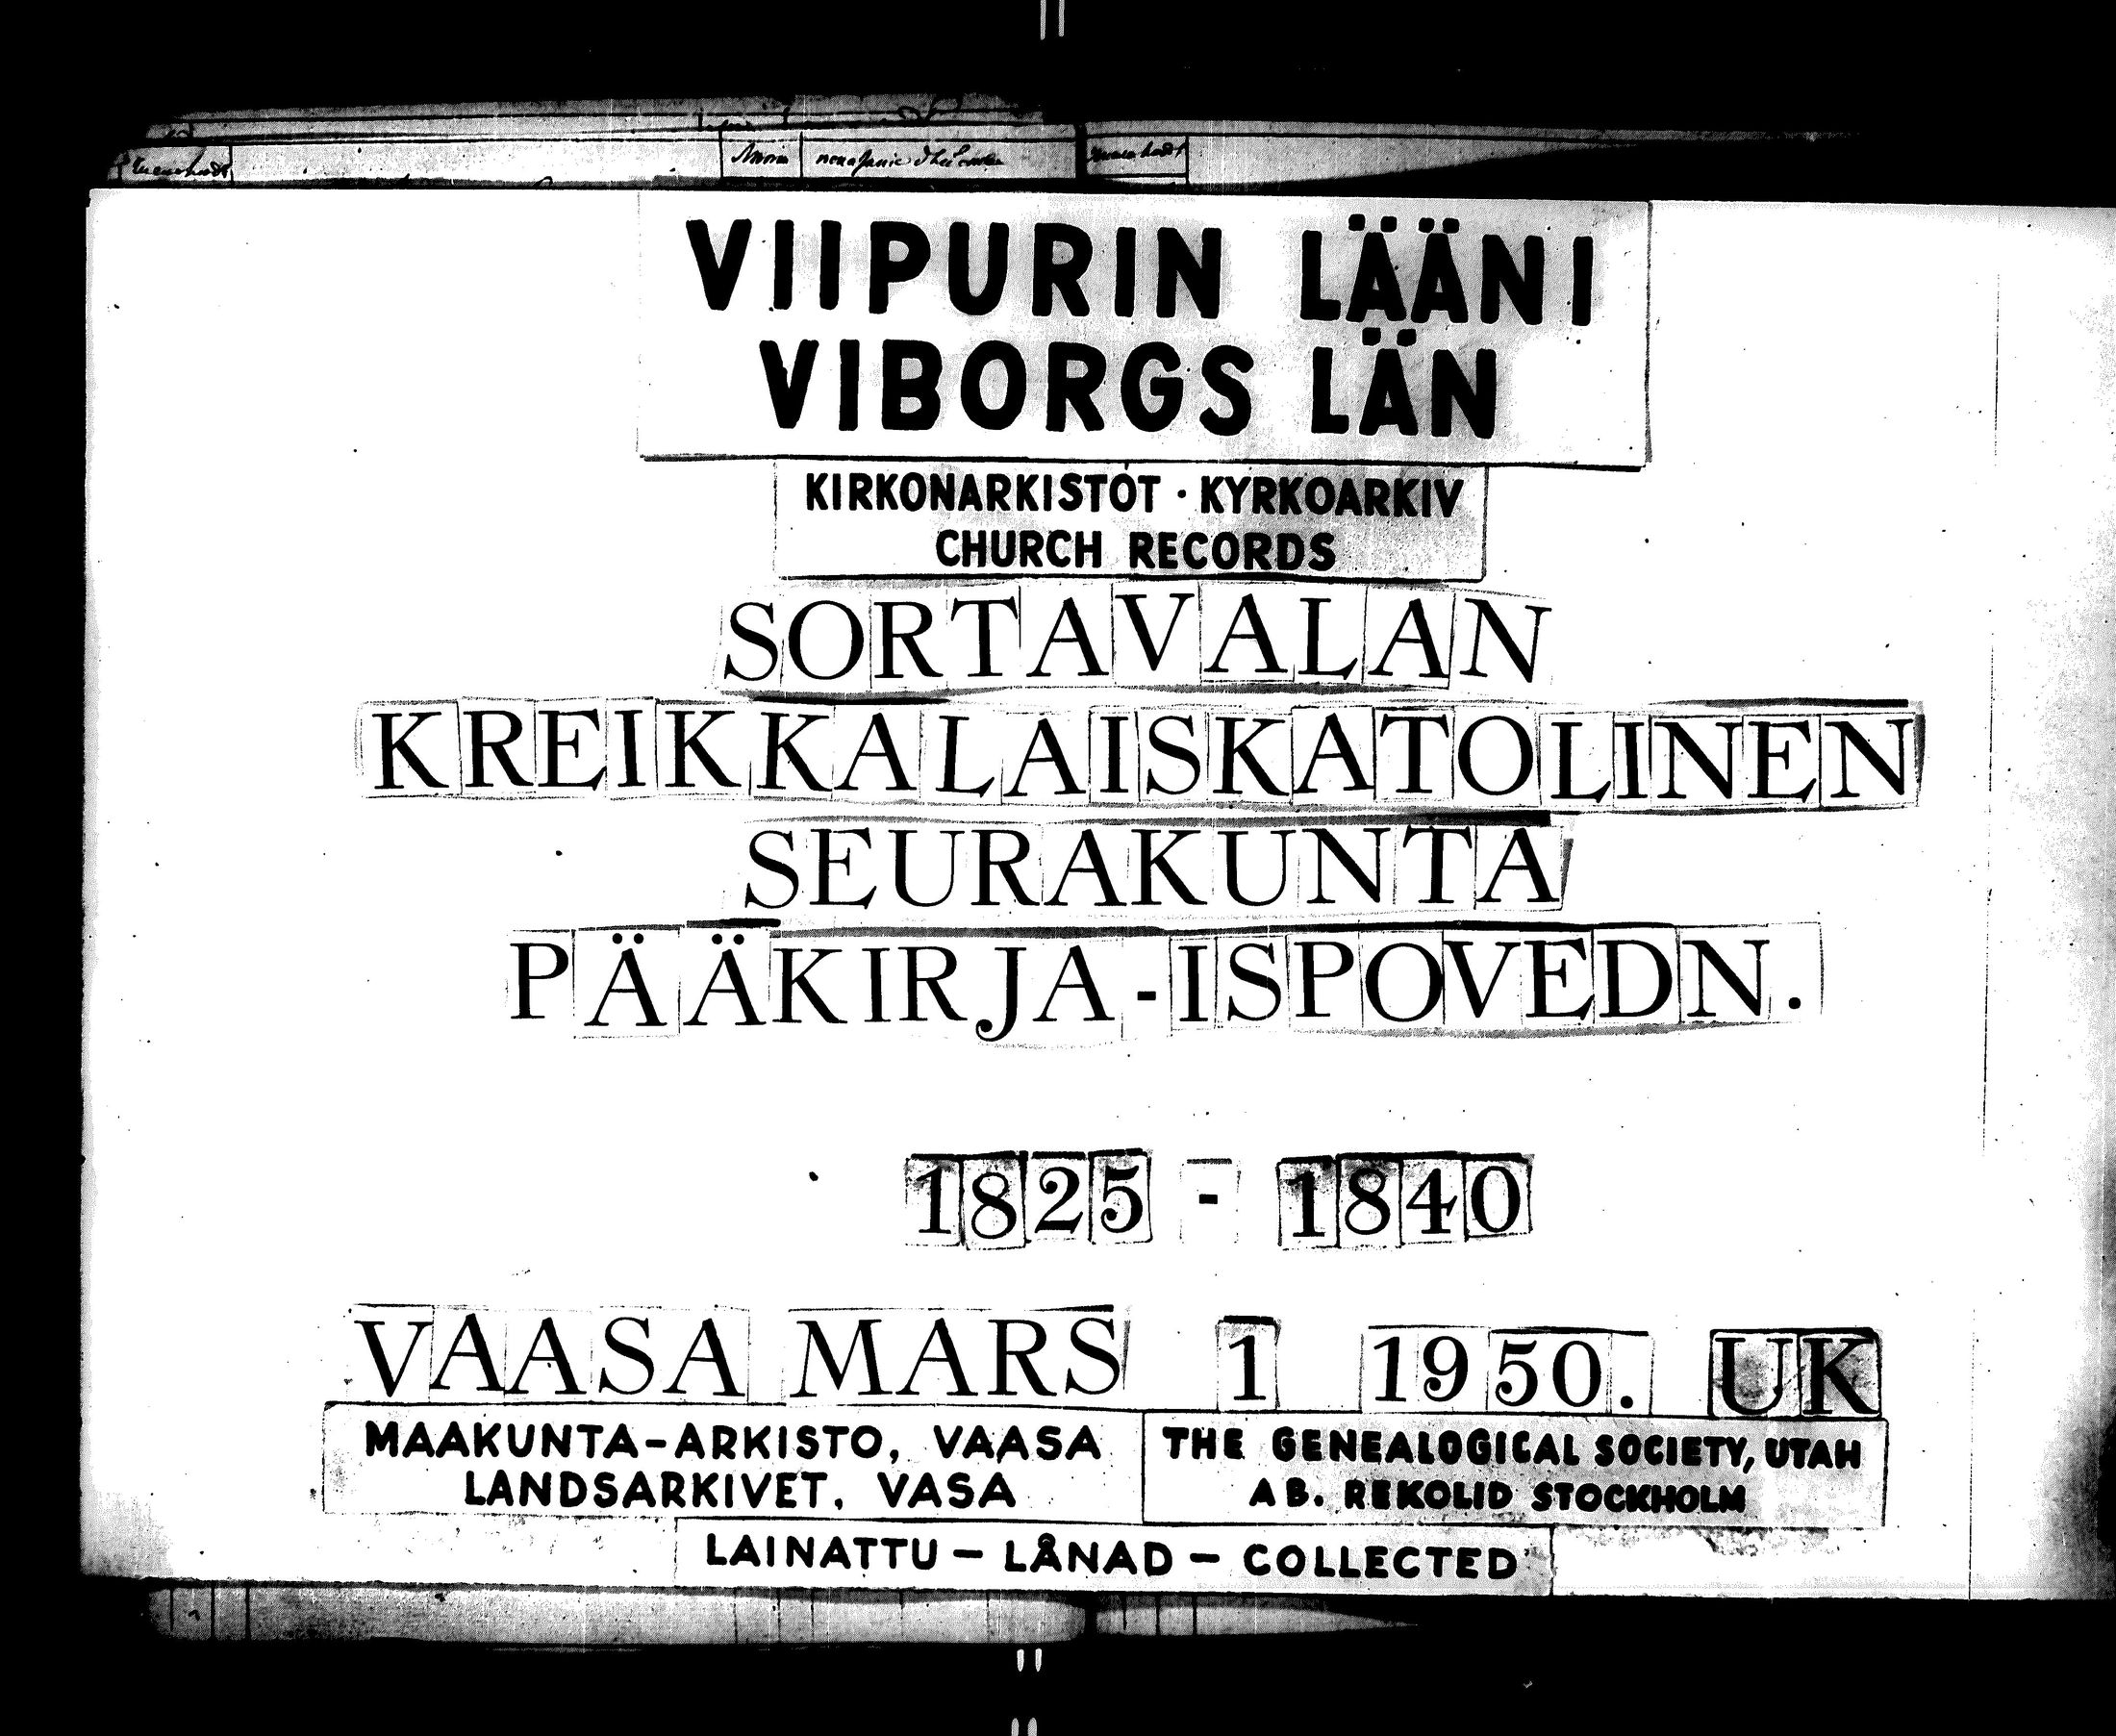 VIIPURIN LÄÄNI
VIBORGS LÄN
KIRKONARKISTOT · KYRKOARKIV
CHURCH RECORDS
SORTAVALAN
KREIKKALAISKATOLINEN
SEURAKUNTA
PÄÄKIRJA-ISPOVEDN.
1825 - 1840
VAASA MARS 1 1950. UK
MAAKUNTA-ARKISTO, VAASA
LANDSARKIVET, VASA
THE GENEALOGICAL SOCIETY, UTAH
AB. REKOLID STOCKHOLM
LAINATTU - LÅNAD - COLLECTED